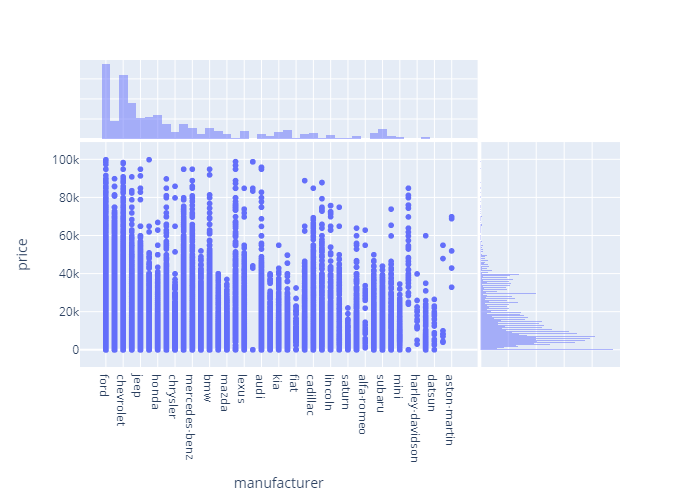 100k
80k
60k
40k
20k
0
price
ford
chevrolet
jeep
honda
chrysler
mercedes-benz
bmw
mazda
lexus
audi
kia
fiat
cadillac
lincoln
saturn
alfa-romeo
subaru
mini
harley-davidson
datsun
aston-martin
manufacturer